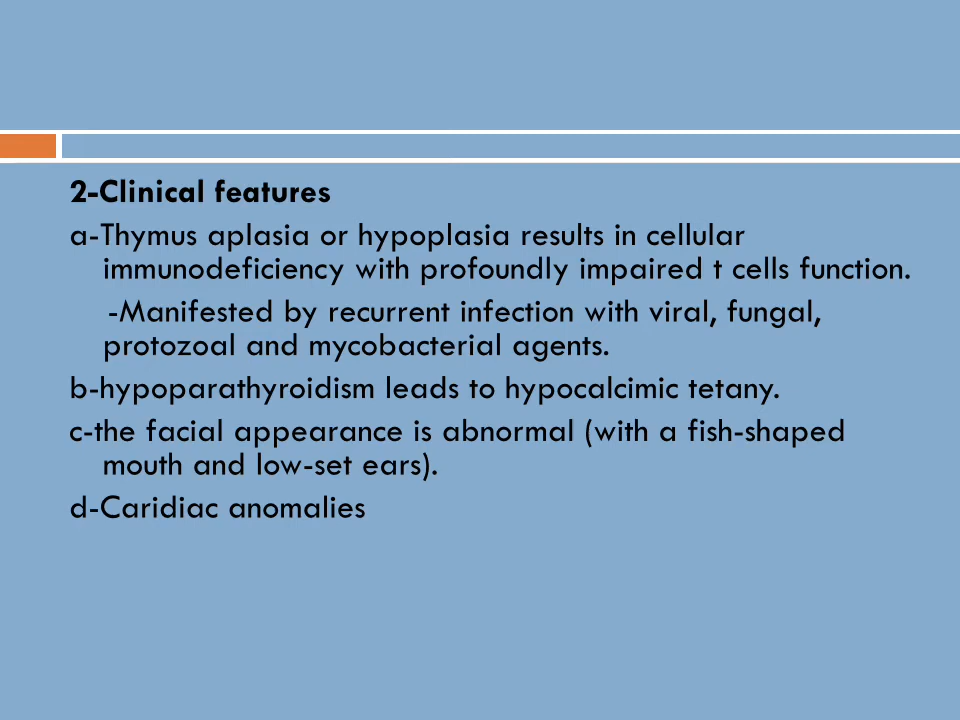 2-Clinical features
a-Thymus aplasia or hypoplasia results in cellular
immunodeficiency with profoundly impaired t cells function.
-Manifested by recurrent infection with viral, fungal,
protozoal and mycobacterial agents.
b-hypoparathyroidism leads to hypocalcimic tetany.
c-the facial appearance is abnormal (with a fish-shaped
mouth and low-set ears).
d-Caridiac anomalies